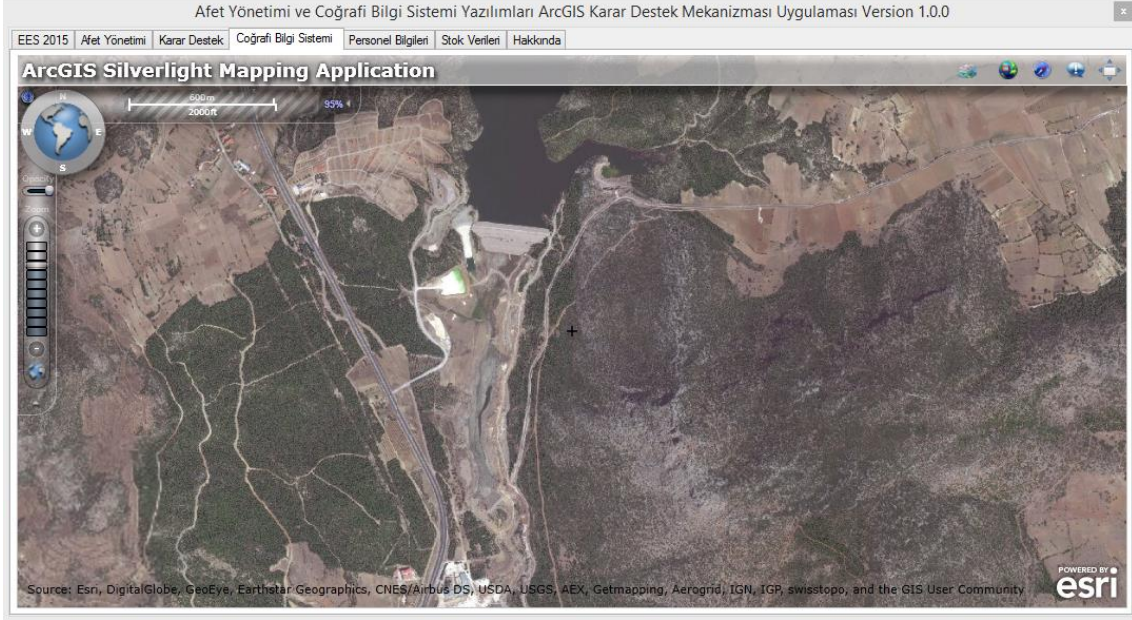 Afet Yönetimi ve Coğrafi Bilgi Sistemi Yazılımları ArcGIS Karar Destek Mekanizması Uygulaması Version 1.0.0
x
EES 2015 Afet Yönetimi Karar Destek Coğrafi Bilgi Sistemi Personel Bilgileri Stok Verileri Hakkında
ArcGIS Silverlight Mapping Application
N
600m
2000ft
95%
W
E
S
Opacity
Zoom
+
-
POWERED BY
esri
Source: Esri, DigitalGlobe, GeoEye, Earthstar Geographics, CNES/Airbus DS, USDA, USGS, AEX, Getmapping, Aerogrid, IGN, IGP, swisstopo, and the GIS User Community